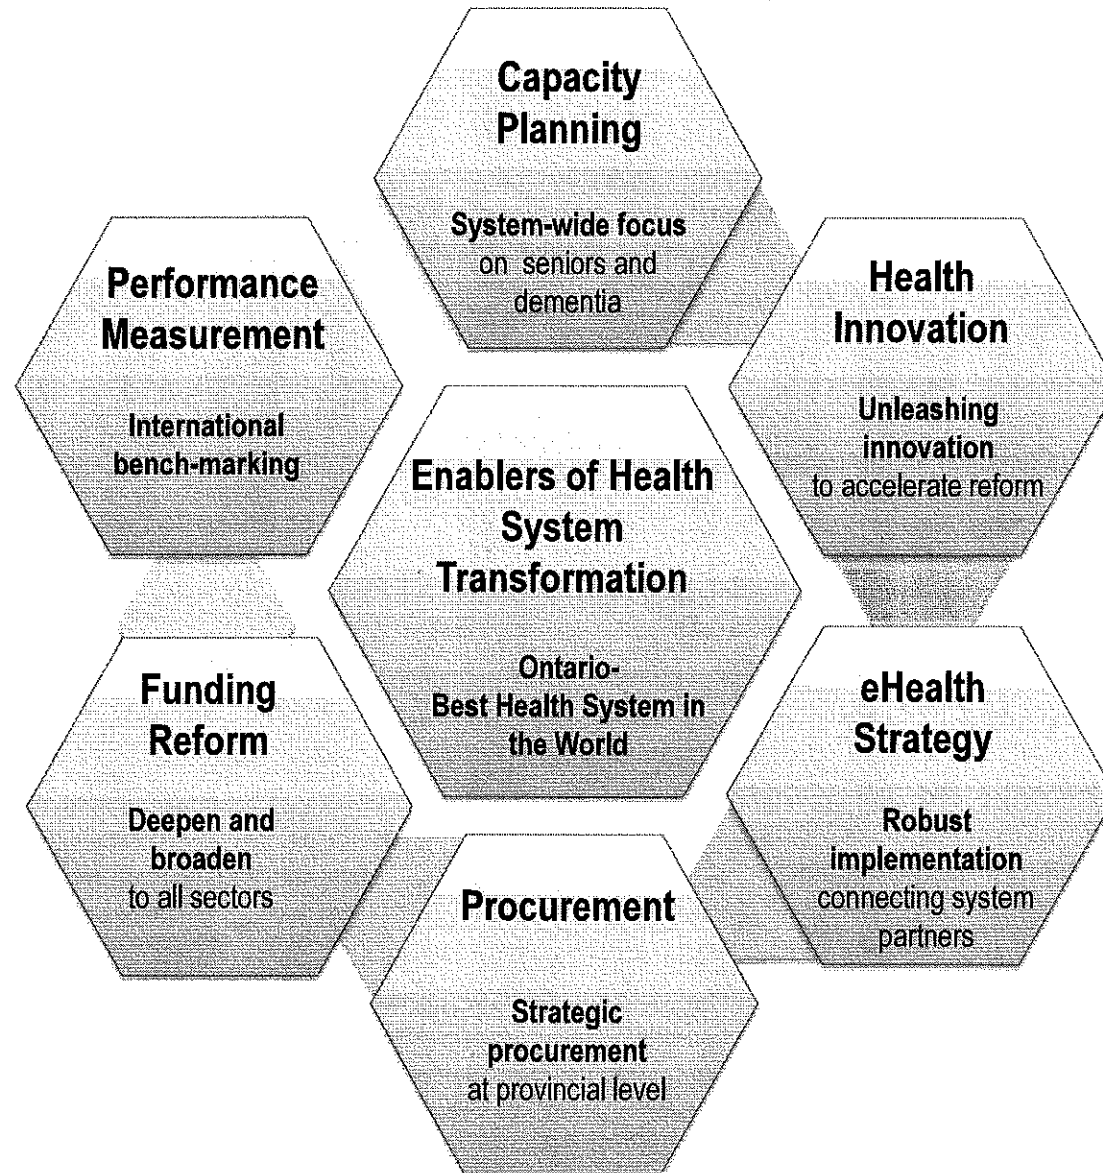 Capacity
Planning
System-wide focus
on seniors and
dementia
Health
Innovation
Unleashing
innovation
to accelerate reform
eHealth
Strategy
Robust
implementation
connecting system
partners
Procurement
Strategic
procurement
at provincial level
Funding
Reform
Deepen and
broaden
to all sectors
Performance
Measurement
International
bench-marking
Enablers of Health
System
Transformation
Ontario-
Best Health System in
the World